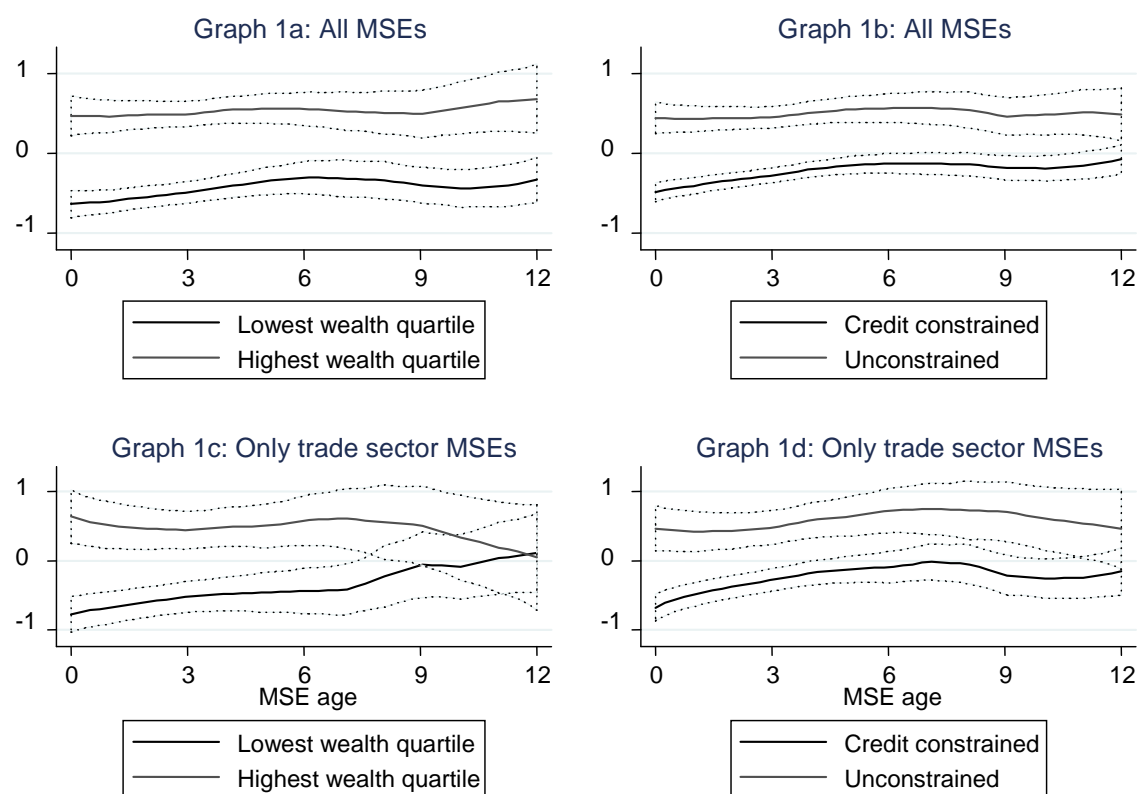 Graph 1a: All MSEs
1
0
-1
0 3 6 9 12
Lowest wealth quartile
Highest wealth quartile
Graph 1b: All MSEs
1
0
-1
0 3 6 9 12
Credit constrained
Unconstrained
Graph 1c: Only trade sector MSEs
1
0
-1
0 3 6 9 12
MSE age
Lowest wealth quartile
Highest wealth quartile
Graph 1d: Only trade sector MSEs
1
0
-1
0 3 6 9 12
MSE age
Credit constrained
Unconstrained